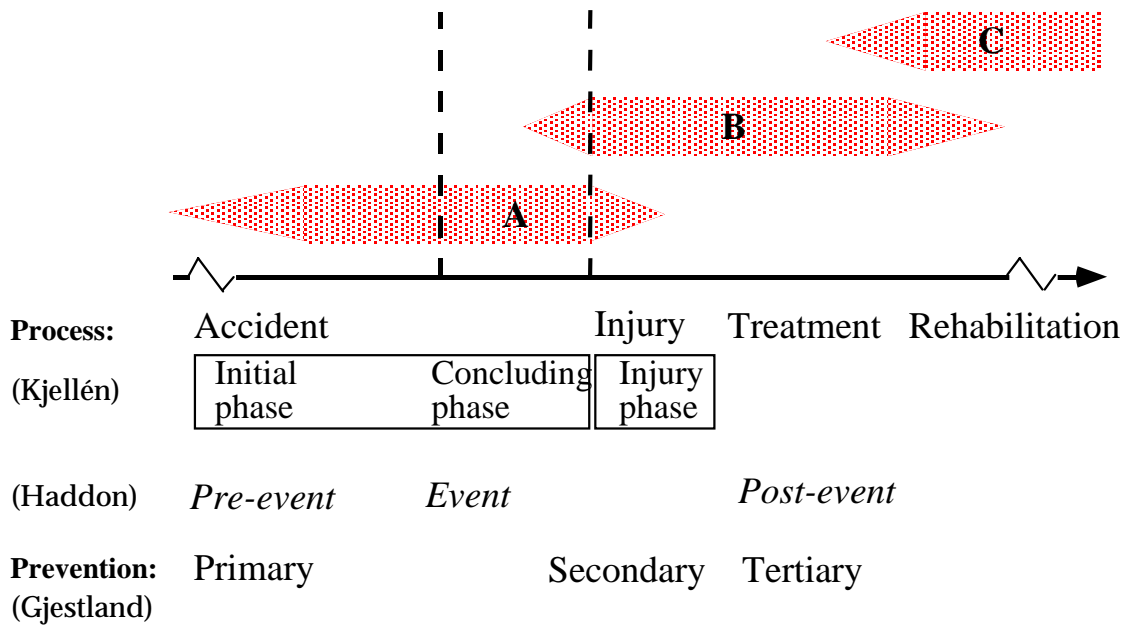 C
B
A
Process: Accident Injury Treatment Rehabilitation
(Kjellén) Initial phase Concluding phase Injury phase
(Haddon) Pre-event Event Post-event
Prevention: Primary Secondary Tertiary
(Gjestland)